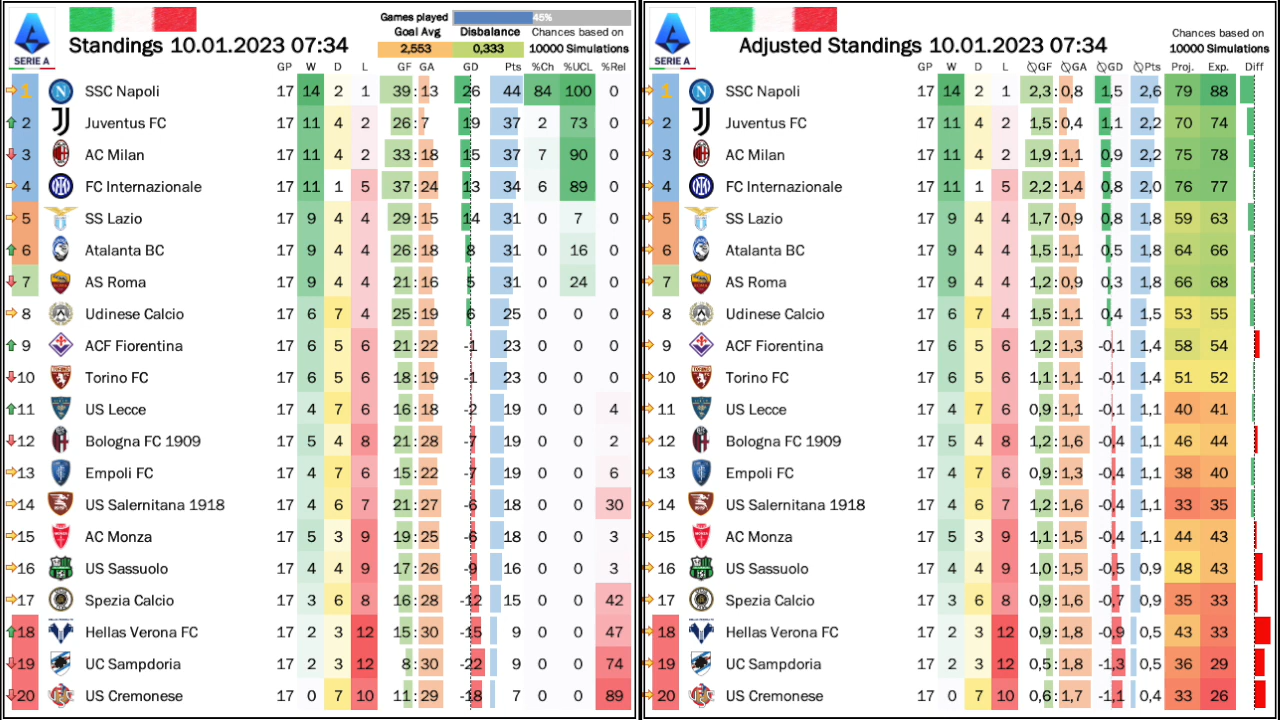 Games played 45%
Goal Avg Disbalance Chances based on
2,553 0,333 10000 Simulations
SERIE A
Standings 10.01.2023 07:34
GP W D L GF GA GD Pts %Ch %UCL %Rel
1 SSC Napoli 17 14 2 1 39 : 13 26 44 84 100 0
2 Juventus FC 17 11 4 2 26 : 7 19 37 2 73 0
3 AC Milan 17 11 4 2 33 : 18 15 37 7 90 0
4 FC Internazionale 17 11 1 5 37 : 24 13 34 6 89 0
5 SS Lazio 17 9 4 4 29 : 15 14 31 0 7 0
6 Atalanta BC 17 9 4 4 26 : 18 8 31 0 16 0
7 AS Roma 17 9 4 4 21 : 16 5 31 0 24 0
8 Udinese Calcio 17 6 7 4 25 : 19 6 25 0 0 0
9 ACF Fiorentina 17 6 5 6 21 : 22 -1 23 0 0 0
10 Torino FC 17 6 5 6 18 : 19 -1 23 0 0 0
11 US Lecce 17 4 7 6 16 : 18 -2 19 0 0 4
12 Bologna FC 1909 17 5 4 8 21 : 28 -7 19 0 0 2
13 Empoli FC 17 4 7 6 15 : 22 -7 19 0 0 6
14 US Salernitana 1918 17 4 6 7 21 : 27 -6 18 0 0 30
15 AC Monza 17 5 3 9 19 : 25 -6 18 0 0 3
16 US Sassuolo 17 4 4 9 17 : 26 -9 16 0 0 3
17 Spezia Calcio 17 3 6 8 16 : 28 -12 15 0 0 42
18 Hellas Verona FC 17 2 3 12 15 : 30 -15 9 0 0 47
19 UC Sampdoria 17 2 3 12 8 : 30 -22 9 0 0 74
20 US Cremonese 17 0 7 10 11 : 29 -18 7 0 0 89
Chances based on
10000 Simulations
SERIE A
Adjusted Standings 10.01.2023 07:34
GP W D L ∅GF ∅GA ∅GD ∅Pts Proj. Exp. Diff
1 SSC Napoli 17 14 2 1 2,3 : 0,8 1,5 2,6 79 88
2 Juventus FC 17 11 4 2 1,5 : 0,4 1,1 2,2 70 74
3 AC Milan 17 11 4 2 1,9 : 1,1 0,9 2,2 75 78
4 FC Internazionale 17 11 1 5 2,2 : 1,4 0,8 2,0 76 77
5 SS Lazio 17 9 4 4 1,7 : 0,9 0,8 1,8 59 63
6 Atalanta BC 17 9 4 4 1,5 : 1,1 0,5 1,8 64 66
7 AS Roma 17 9 4 4 1,2 : 0,9 0,3 1,8 66 68
8 Udinese Calcio 17 6 7 4 1,5 : 1,1 0,4 1,5 53 55
9 ACF Fiorentina 17 6 5 6 1,2 : 1,3 -0,1 1,4 58 54
10 Torino FC 17 6 5 6 1,1 : 1,1 -0,1 1,4 51 52
11 US Lecce 17 4 7 6 0,9 : 1,1 -0,1 1,1 40 41
12 Bologna FC 1909 17 5 4 8 1,2 : 1,6 -0,4 1,1 46 44
13 Empoli FC 17 4 7 6 0,9 : 1,3 -0,4 1,1 38 40
14 US Salernitana 1918 17 4 6 7 1,2 : 1,6 -0,4 1,1 33 35
15 AC Monza 17 5 3 9 1,1 : 1,5 -0,4 1,1 44 43
16 US Sassuolo 17 4 4 9 1,0 : 1,5 -0,5 0,9 48 43
17 Spezia Calcio 17 3 6 8 0,9 : 1,6 -0,7 0,9 35 33
18 Hellas Verona FC 17 2 3 12 0,9 : 1,8 -0,9 0,5 43 33
19 UC Sampdoria 17 2 3 12 0,5 : 1,8 -1,3 0,5 36 29
20 US Cremonese 17 0 7 10 0,6 : 1,7 -1,1 0,4 33 26